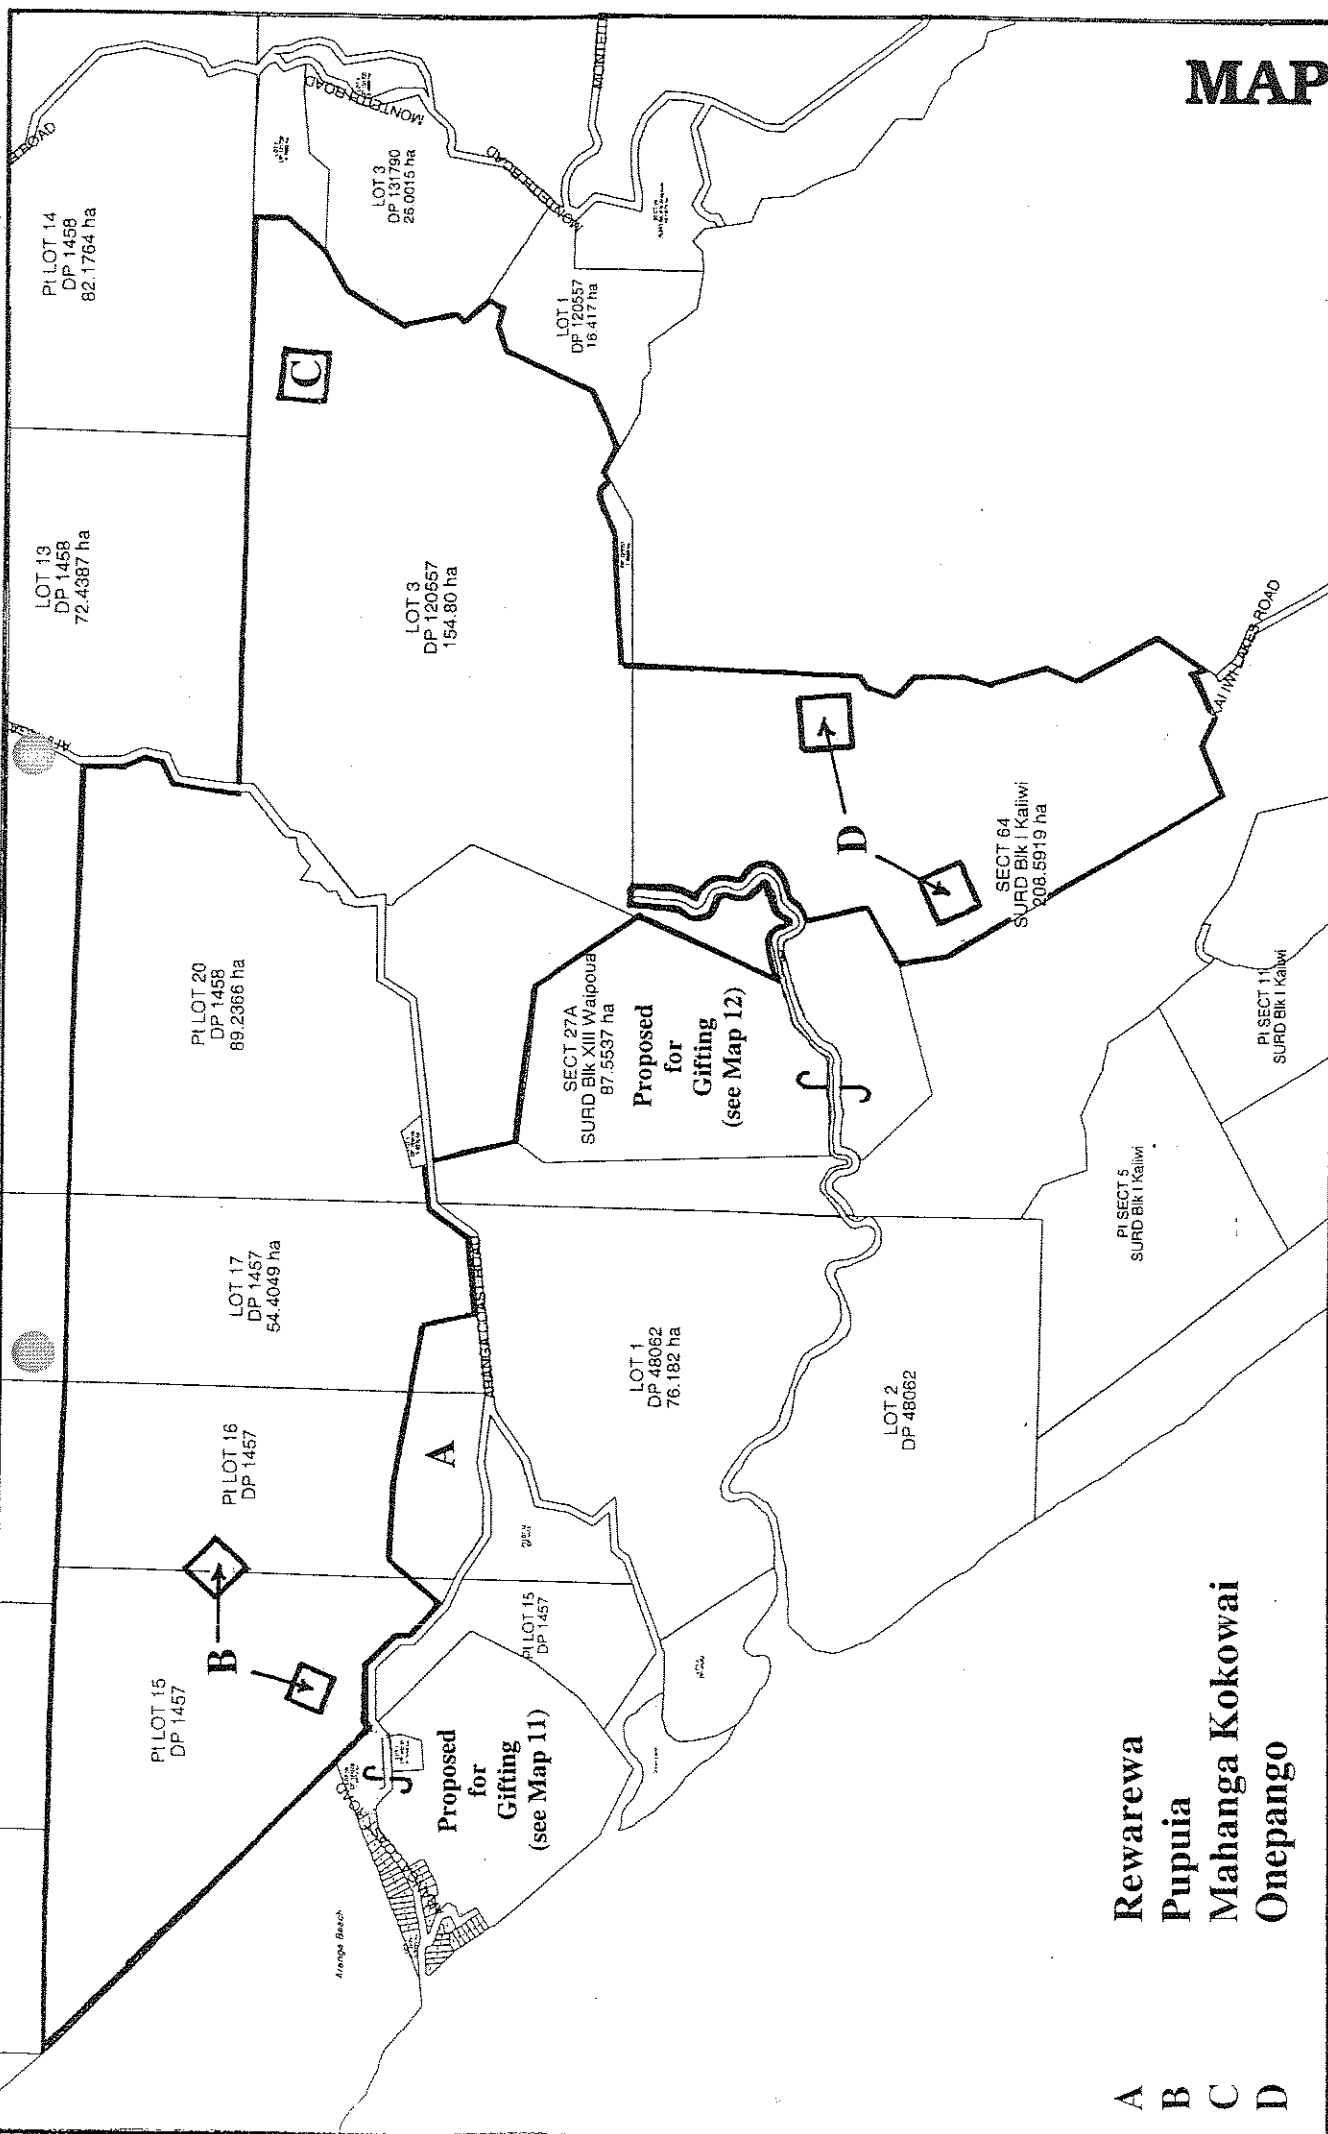 MAP
Pt LOT 14
DP 1458
82.1764 ha
LOT 13
DP 1458
72.4387 ha
MONTEITH ROAD
LOT 3
DP 131790
25.0015 ha
MONTEITH ROAD
LOT 1
DP 120557
16.417 ha
C
LOT 3
DP 120557
154.80 ha
Pt LOT 20
DP 1458
89.2366 ha
LOT 17
DP 1457
54.4049 ha
Pt LOT 16
DP 1457
Pt LOT 15
DP 1457
B
A
ARANGA COAST ROAD
SECT 27A
SURD Blk XIII Waipoua
87.5537 ha
Proposed
for
Gifting
(see Map 12)
D
SECT 64
SURD Blk I Kaiiwi
208.5919 ha
KAI IWI LAKES ROAD
Pt SECT 11
SURD Blk I Kaiiwi
Pt SECT 5
SURD Blk I Kaiiwi
LOT 1
DP 48062
76.182 ha
LOT 2
DP 48062
Pt LOT 15
DP 1457
Proposed
for
Gifting
(see Map 11)
Aranga Beach
A Rewarewa
B Pupuia
C Mahanga Kokowai
D Onepango